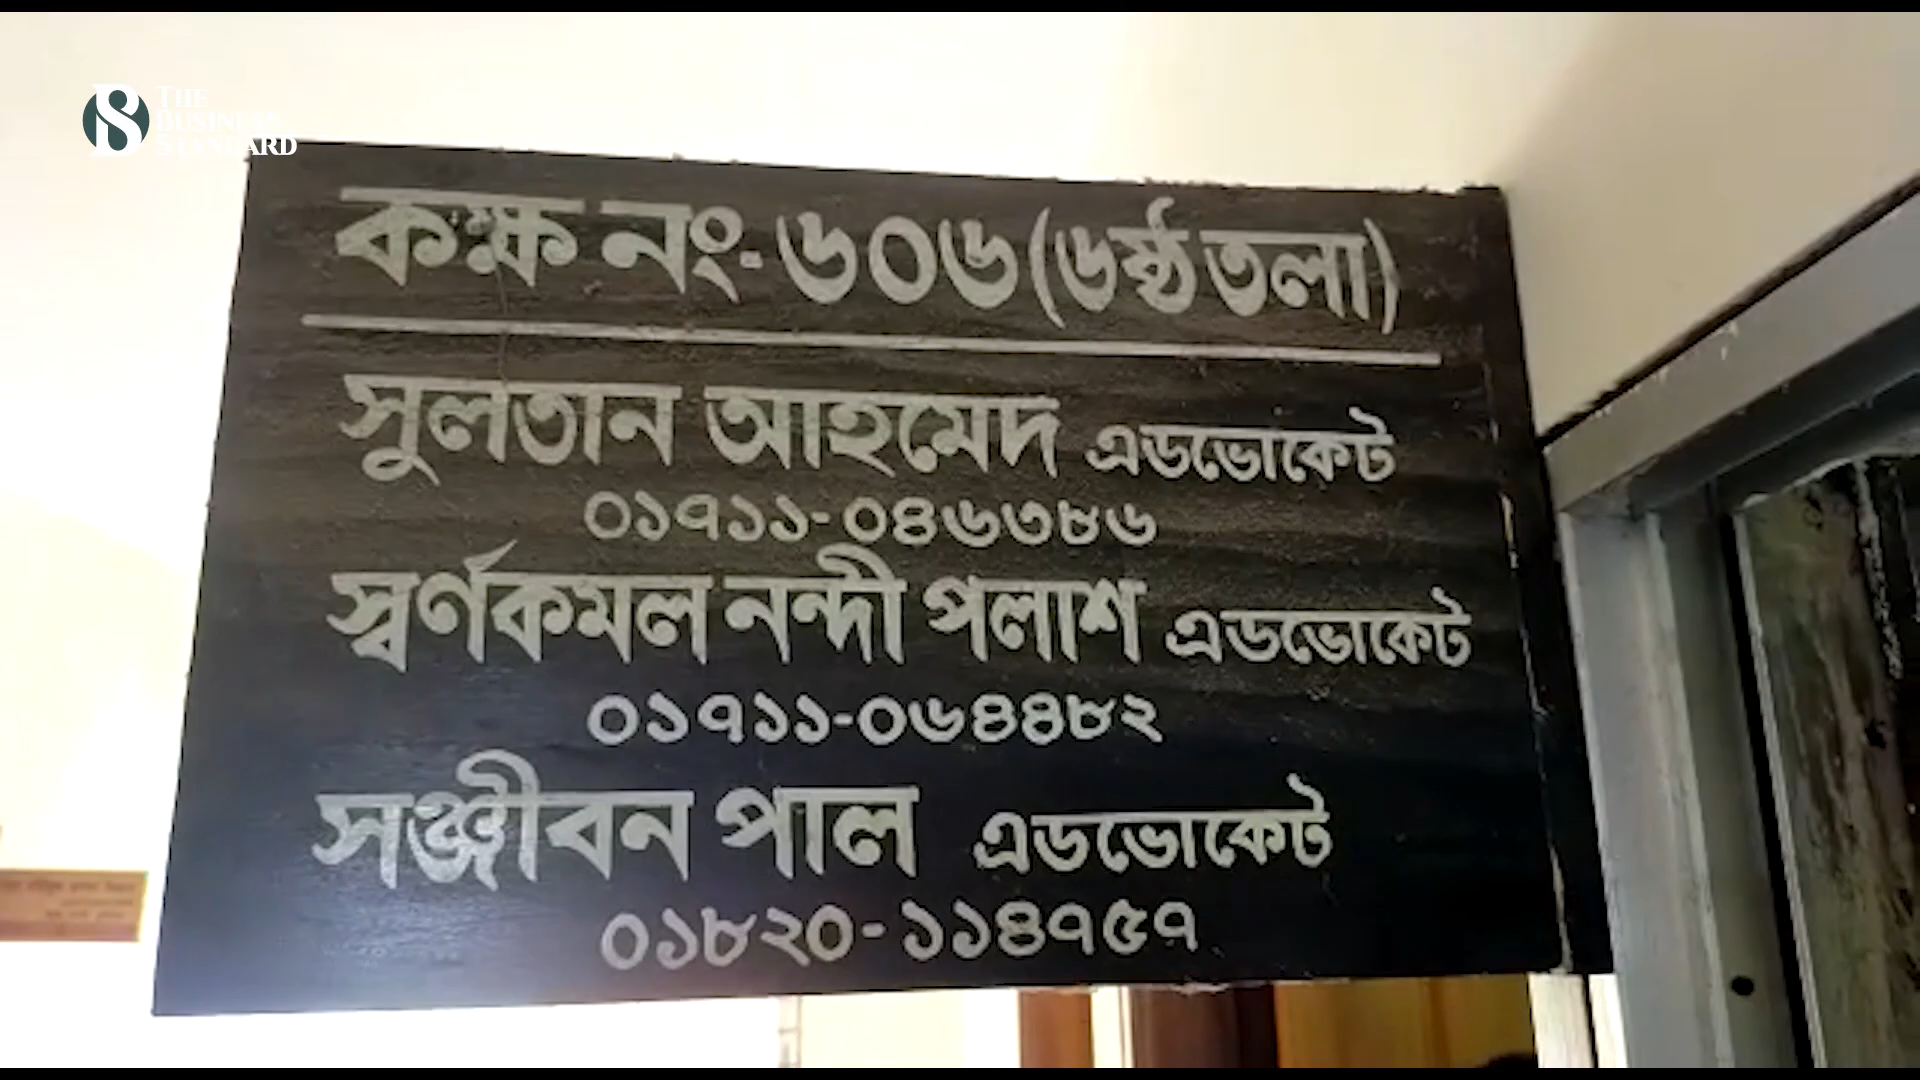 THE
BUSINESS
STANDARD
কক্ষ নং-৬০৬ (৬ষ্ঠ তলা)
সুলতান আহমেদ এডভোকেট
০১৭১১-০৪৬৩৮৬
স্বর্ণকমল নন্দী পলাশ এডভোকেট
০১৭১১-০৬৪৪৮২
সঞ্জীবন পাল এডভোকেট
০১৮২০-১১৪৭৫৭